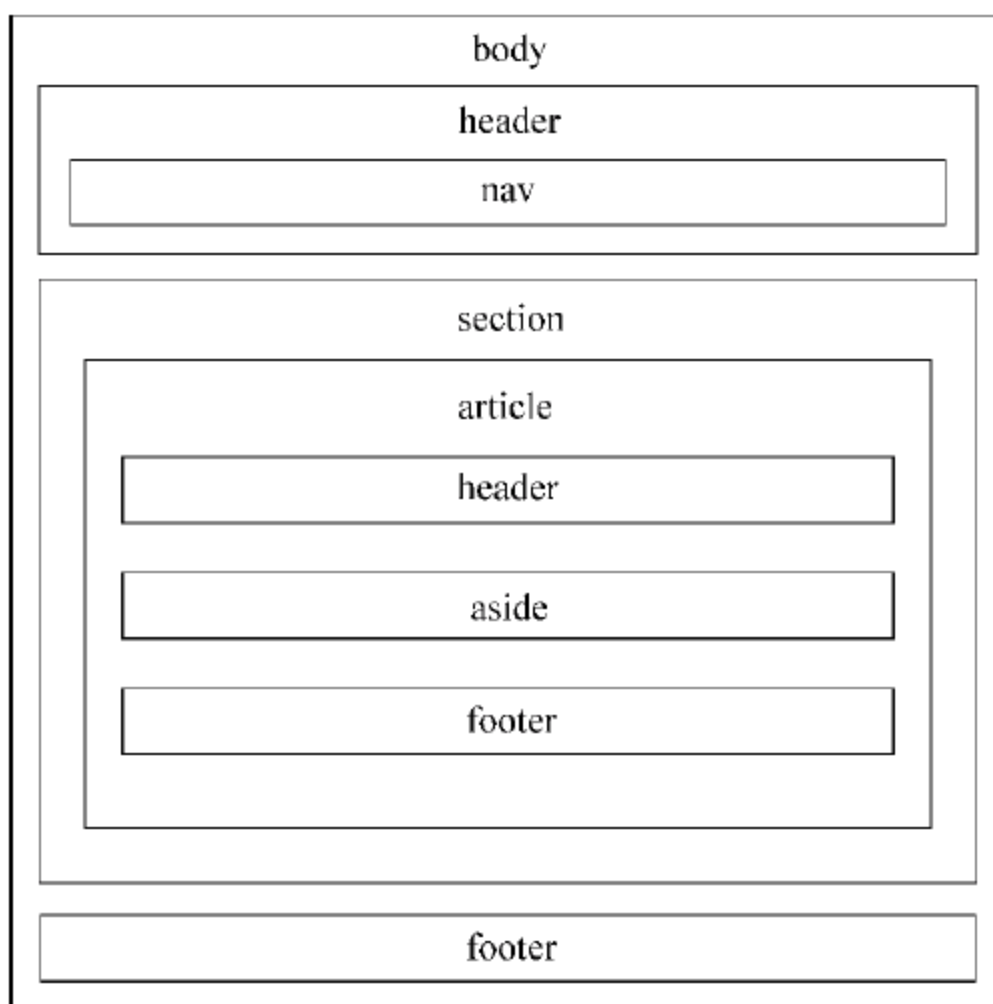 body
header
nav
section
article
header
aside
footer
footer